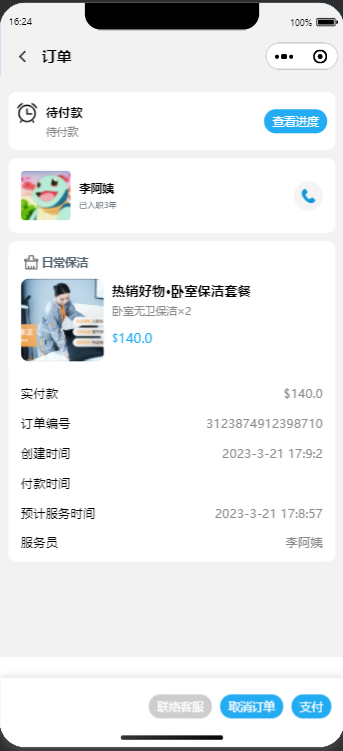 16:24
100%
订单
待付款
待付款
查看进度
李阿姨
已入职3年
日常保洁
热销好物•卧室保洁套餐
卧室无卫保洁×2
$140.0
实付款
$140.0
订单编号
3123874912398710
创建时间
2023-3-21 17:9:2
付款时间
预计服务时间
2023-3-21 17:8:57
服务员
李阿姨
联络客服
取消订单
支付